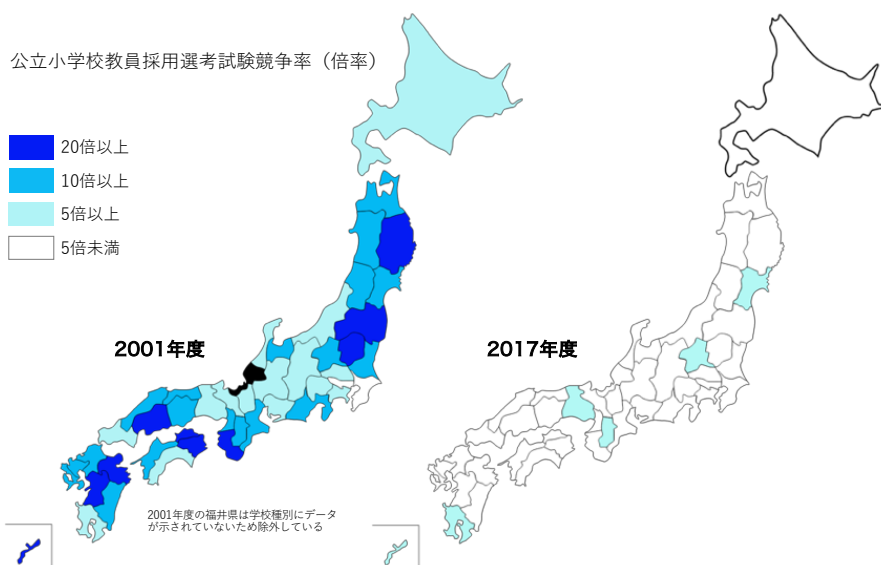 公立小学校教員採用選考試験競争率（倍率）
20倍以上
10倍以上
5倍以上
5倍未満
2001年度
2017年度
2001年度の福井県は学校種別にデータ
が示されていないため除外している